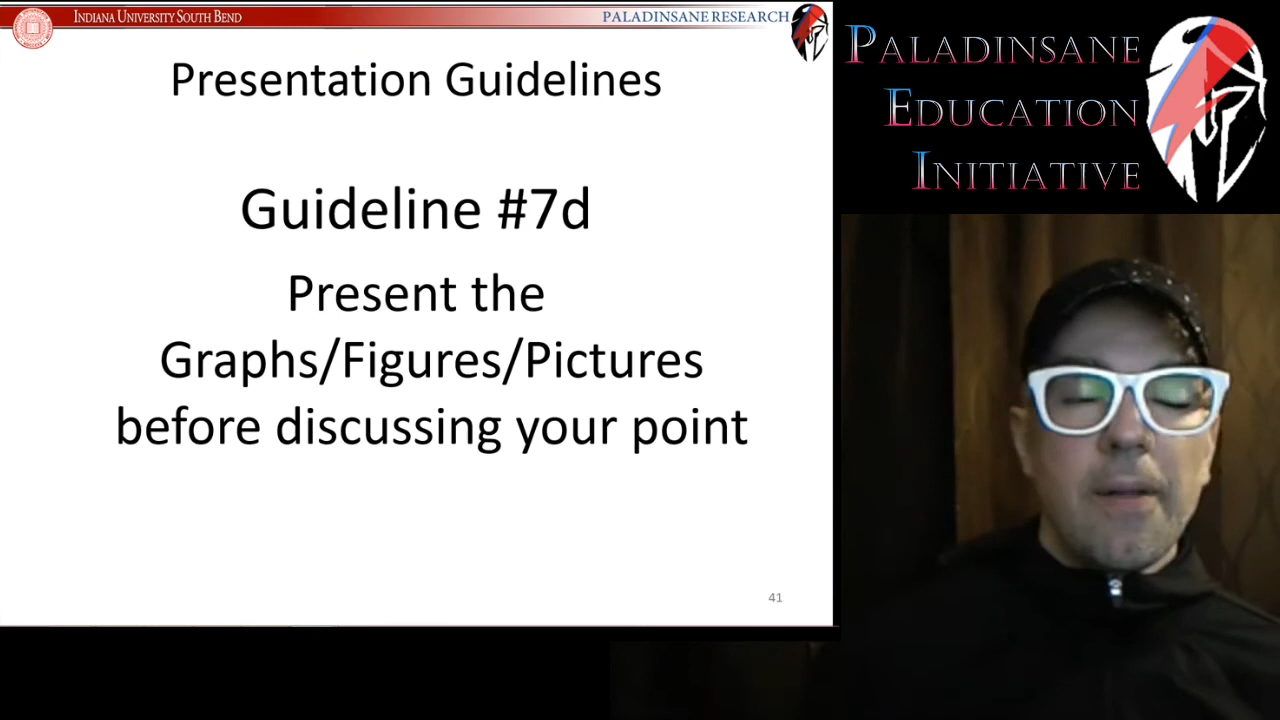 INDIANA UNIVERSITY SOUTH BEND
PALADINSANE RESEARCH
Presentation Guidelines
Guideline #7d
Present the
Graphs/Figures/Pictures
before discussing your point
41
PALADINSANE
EDUCATION
INITIATIVE